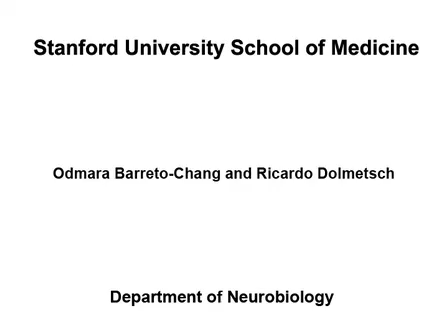 Stanford University School of Medicine
Odmara Barreto-Chang and Ricardo Dolmetsch
Department of Neurobiology